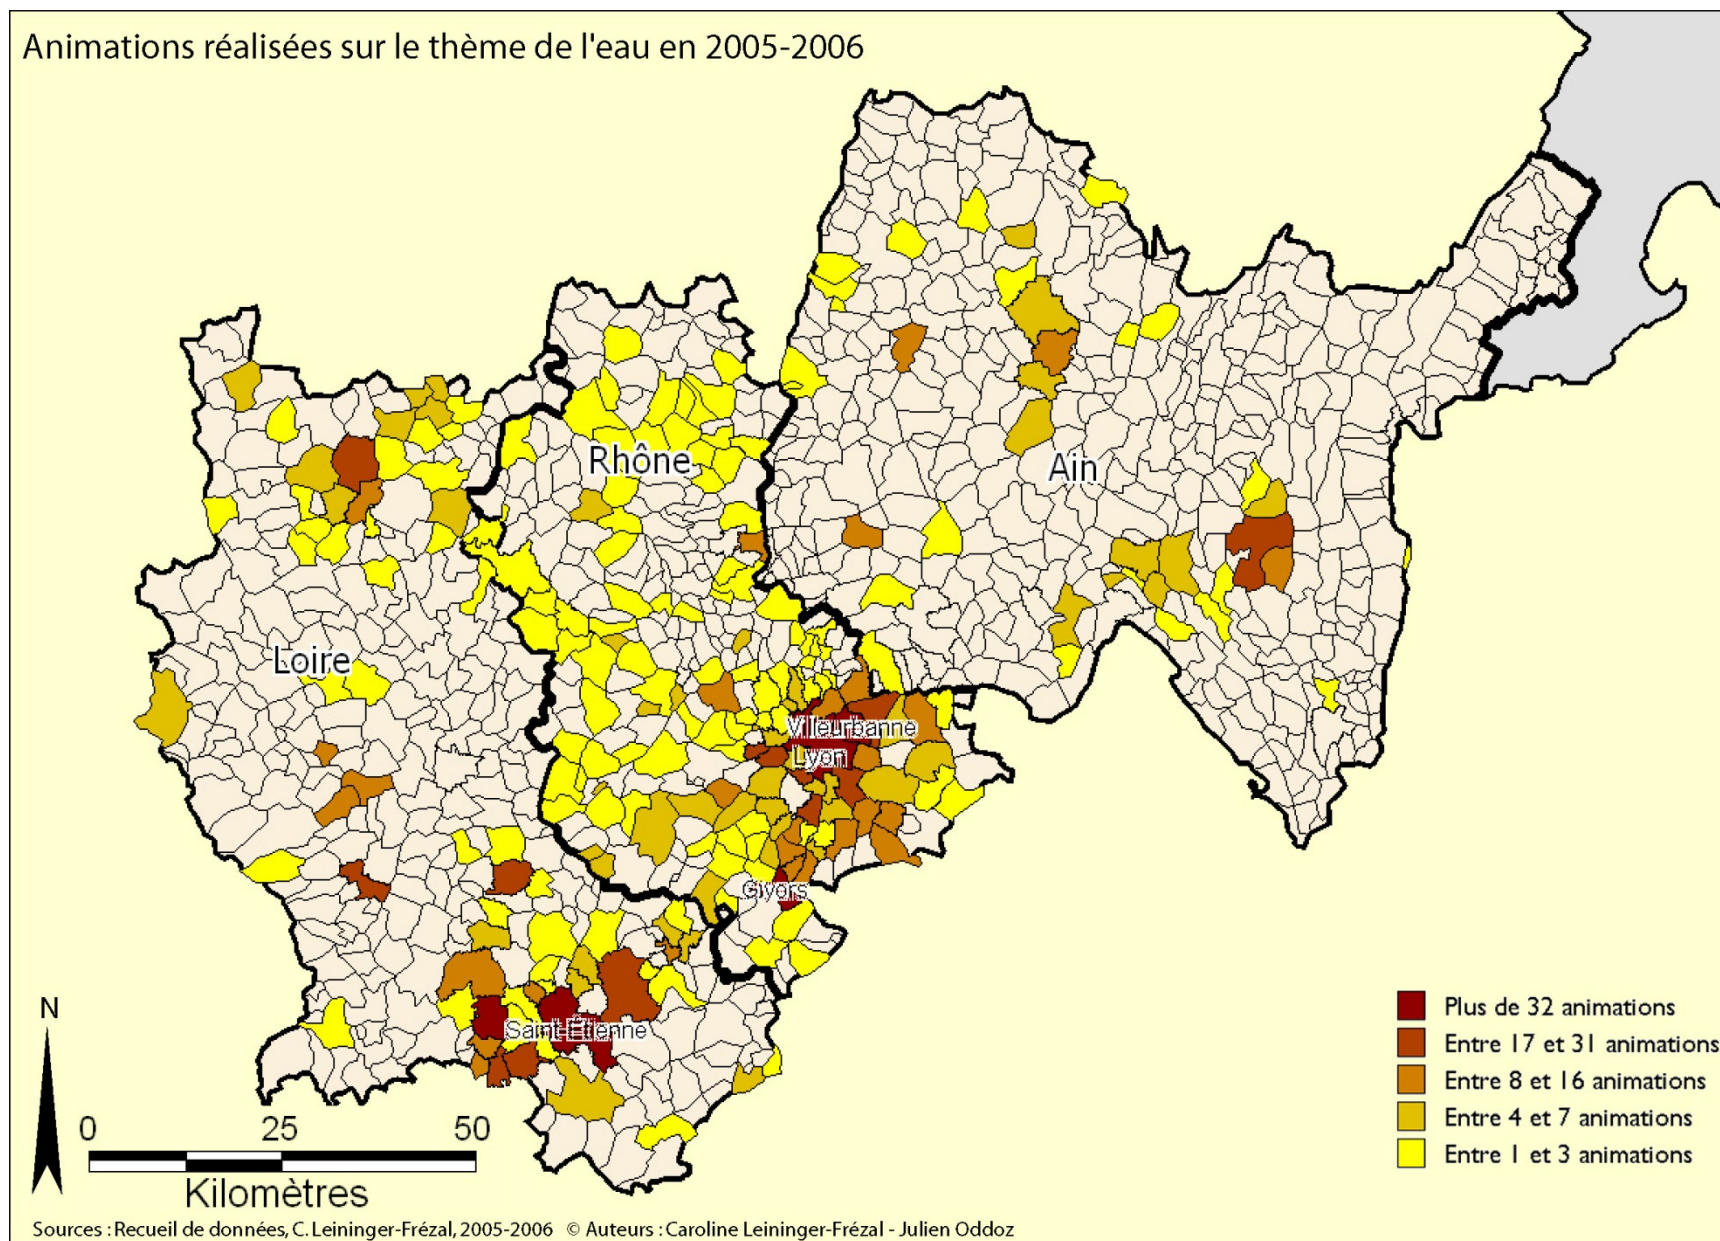 Animations réalisées sur le thème de l'eau en 2005-2006
Rhône
Ain
Loire
Villeurbanne
Lyon
Givors
Saint-Étienne
N
0 25 50
Kilomètres
Plus de 32 animations
Entre 17 et 31 animations
Entre 8 et 16 animations
Entre 4 et 7 animations
Entre 1 et 3 animations
Sources : Recueil de données, C. Leininger-Frézal, 2005-2006 © Auteurs : Caroline Leininger-Frézal - Julien Oddoz